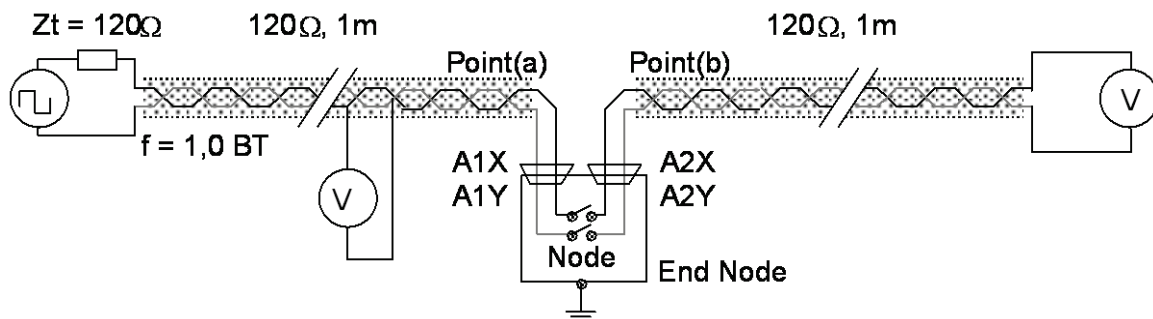 Zt = 120Ω
120Ω, 1m
120Ω, 1m
Point(a)
Point(b)
V
f = 1,0 BT
A1X
A1Y
A2X
A2Y
V
Node
End Node